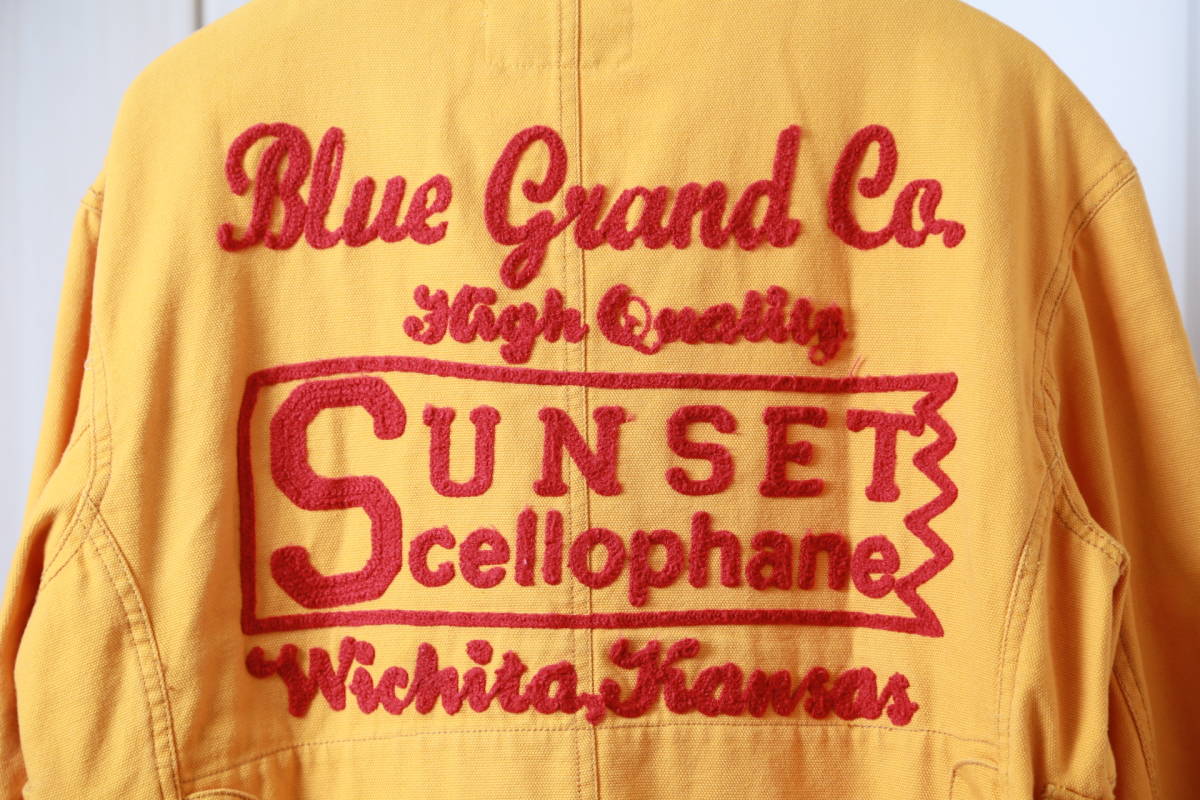 Blue Grand Co.
High Quality
SUNSET
cellophane
Wichita, Kansas